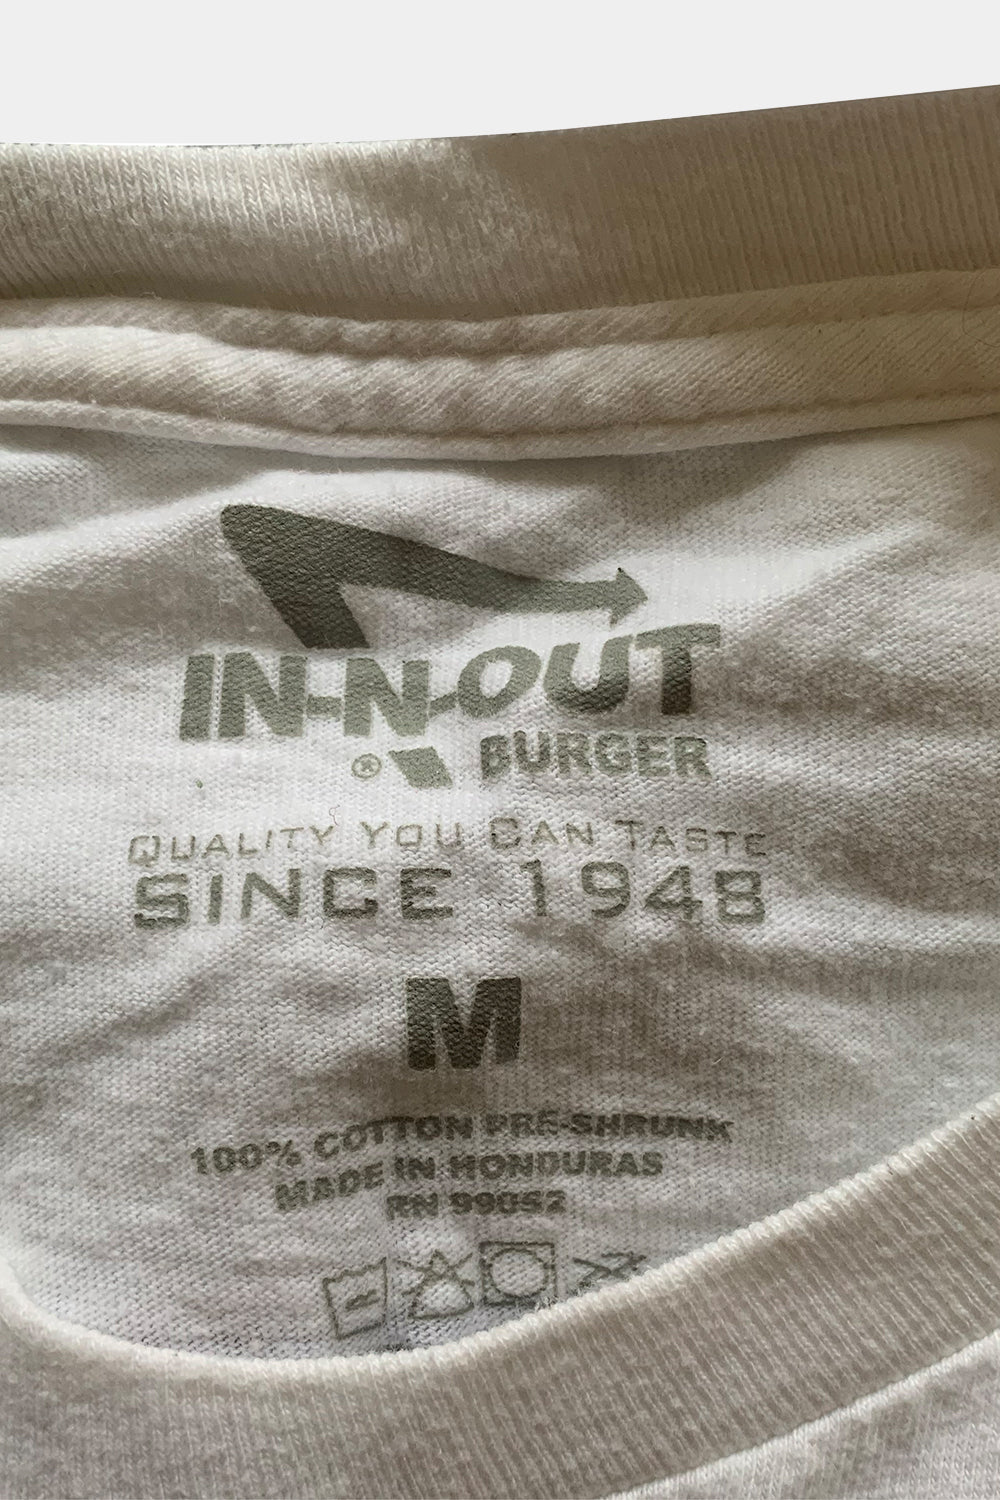 IN-N-OUT
® BURGER
QUALITY YOU CAN TASTE
SINCE 1948
M
100% COTTON PRE-SHRUNK
MADE IN HONDURAS
RN 99052